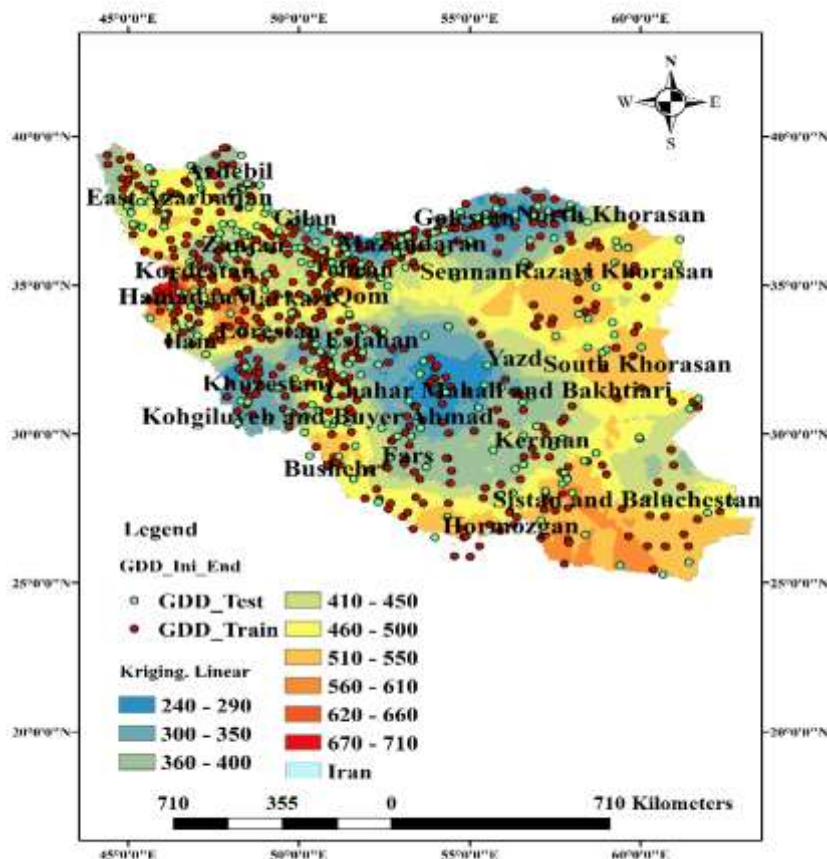 45°0'0"E 50°0'0"E 55°0'0"E 60°0'0"E
N
W E
S
40°0'0"N 40°0'0"N
Ardebil
East Azarbaijan
Gilan Golestan North Khorasan
Zanjan Mazandaran
Kordestan Tehran Semnan Razavi Khorasan
35°0'0"N 35°0'0"N
Hamadan Markazi Qom
Lorestan
Ilam Esfahan
Yazd South Khorasan
Khuzestan Chahar Mahall and Bakhtiari
Kohgiluyeh and Buyer Ahmad
30°0'0"N 30°0'0"N
Kerman
Bushehr Fars
Sistan and Baluchestan
Hormozgan
Legend
GDD_Ini_End
GDD_Test
GDD_Train
25°0'0"N 25°0'0"N
Kriging. Linear
240 - 290
300 - 350
360 - 400
410 - 450
460 - 500
510 - 550
560 - 610
620 - 660
670 - 710
Iran
20°0'0"N 20°0'0"N
710 355 0 710 Kilometers
45°0'0"E 50°0'0"E 55°0'0"E 60°0'0"E